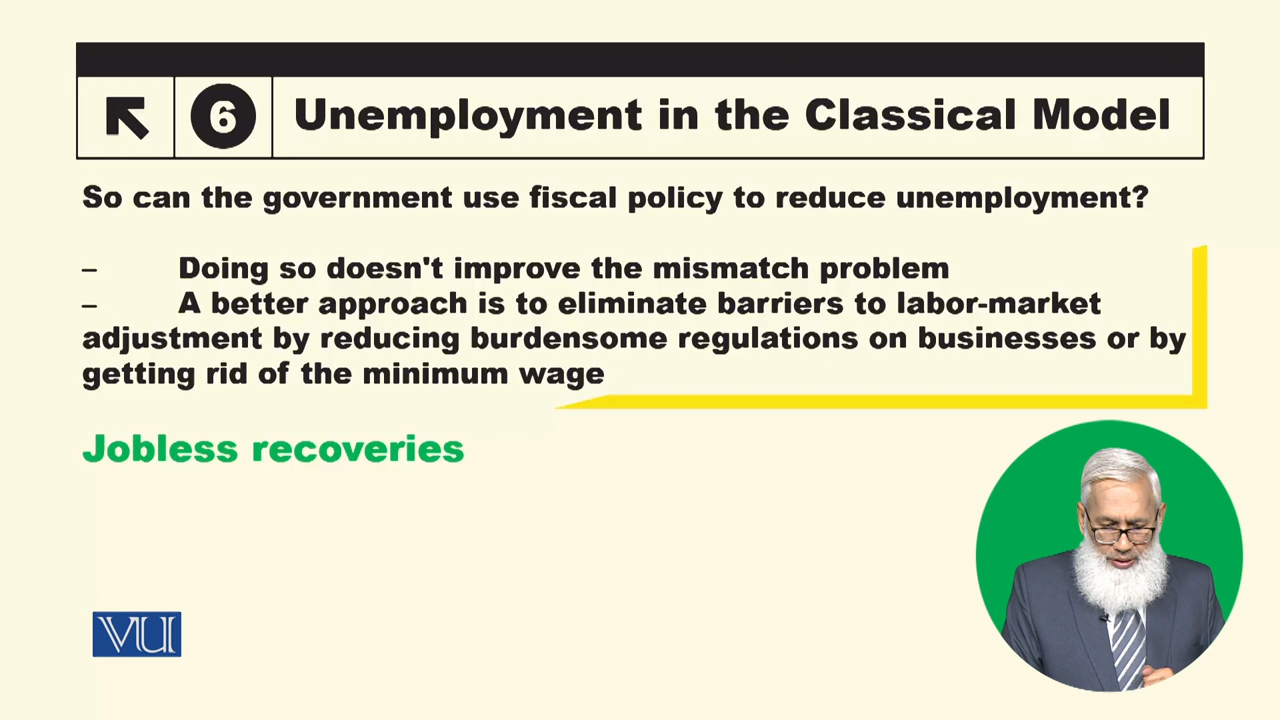 6 Unemployment in the Classical Model
So can the government use fiscal policy to reduce unemployment?
– Doing so doesn't improve the mismatch problem
– A better approach is to eliminate barriers to labor-market
adjustment by reducing burdensome regulations on businesses or by
getting rid of the minimum wage
Jobless recoveries
VU